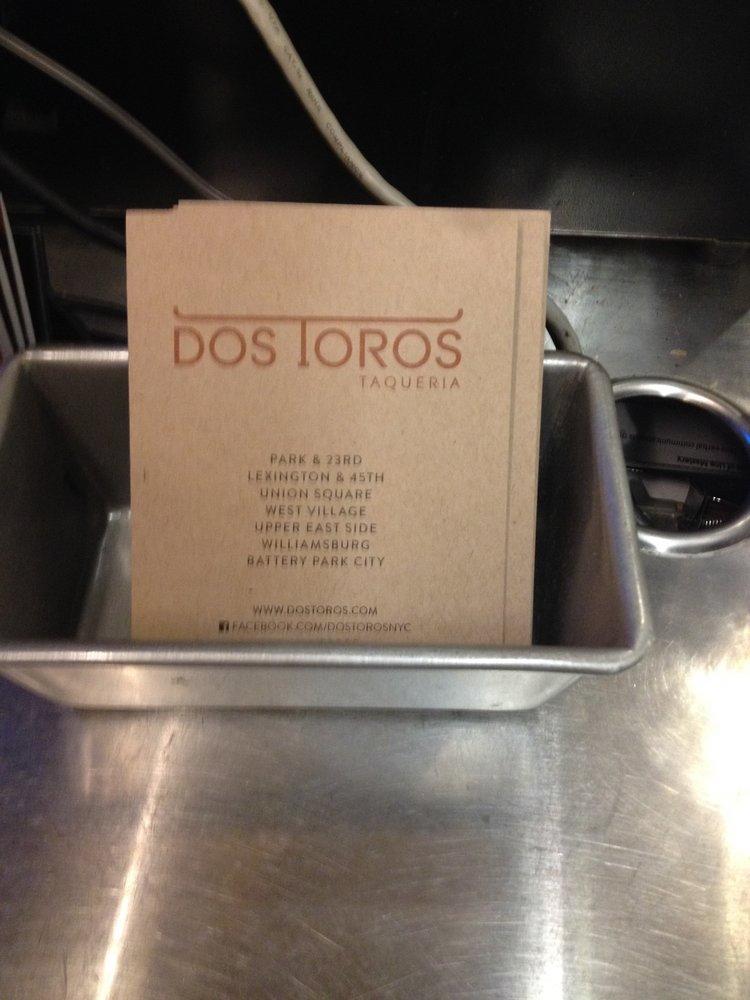 DOS TOROS
TAQUERIA
PARK & 23RD
LEXINGTON & 45TH
UNION SQUARE
WEST VILLAGE
UPPER EAST SIDE
WILLIAMSBURG
BATTERY PARK CITY
WWW.DOSTOROS.COM
FACEBOOK.COM/DOSTOROSNYC